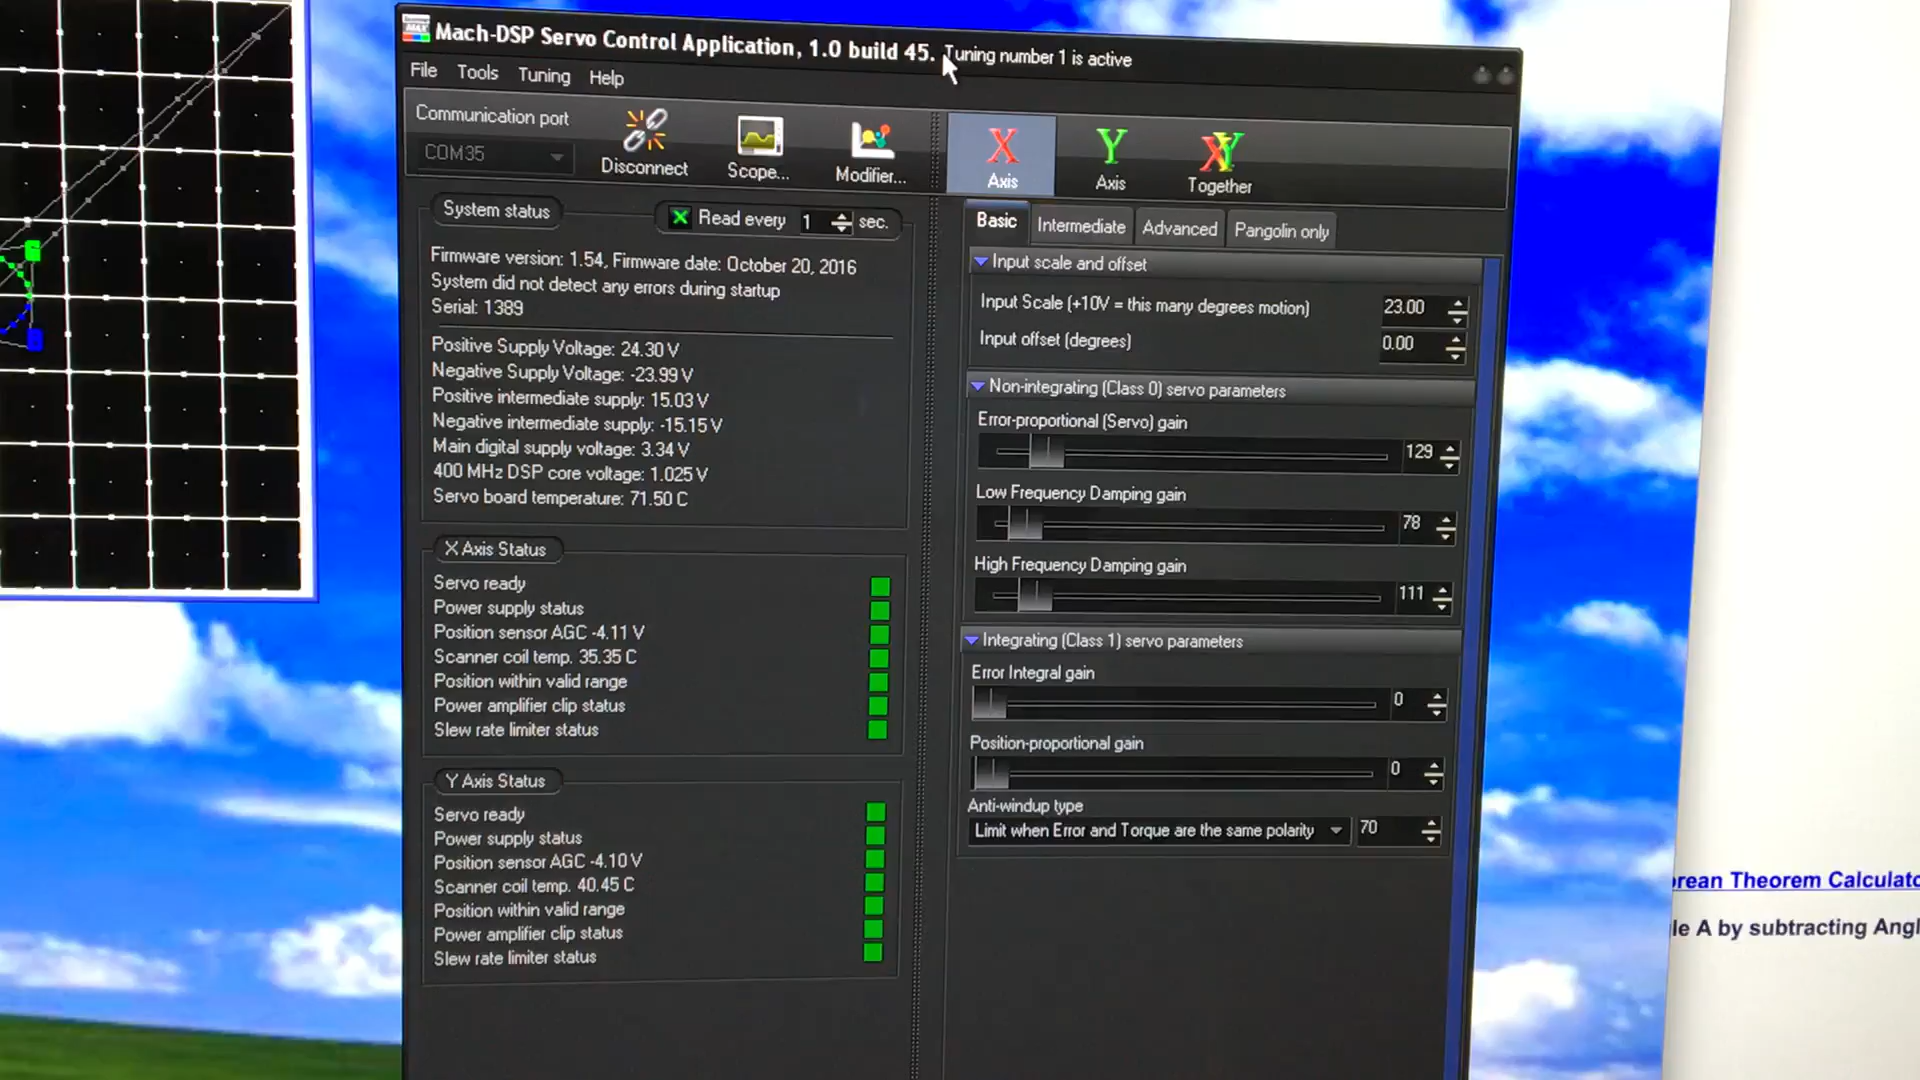 Mach-DSP Servo Control Application, 1.0 build 45. Tuning number 1 is active
File Tools Tuning Help
Communication port
COM35
Disconnect
Scope...
Modifier...
X
Axis
Y
Axis
XY
Together
System status
Read every 1 sec.
Firmware version: 1.54, Firmware date: October 20, 2016
System did not detect any errors during startup
Serial: 1389
Positive Supply Voltage: 24.30 V
Negative Supply Voltage: -23.99 V
Positive intermediate supply: 15.03 V
Negative intermediate supply: -15.15 V
Main digital supply voltage: 3.34 V
400 MHz DSP core voltage: 1.025 V
Servo board temperature: 71.50 C
X Axis Status
Servo ready
Power supply status
Position sensor AGC -4.11 V
Scanner coil temp. 35.35 C
Position within valid range
Power amplifier clip status
Slew rate limiter status
Y Axis Status
Servo ready
Power supply status
Position sensor AGC -4.10 V
Scanner coil temp. 40.45 C
Position within valid range
Power amplifier clip status
Slew rate limiter status
Basic Intermediate Advanced Pangolin only
Input scale and offset
Input Scale (+10V = this many degrees motion) 23.00
Input offset (degrees) 0.00
Non-integrating (Class 0) servo parameters
Error-proportional (Servo) gain
129
Low Frequency Damping gain
78
High Frequency Damping gain
111
Integrating (Class 1) servo parameters
Error Integral gain
0
Position-proportional gain
0
Anti-windup type
Limit when Error and Torque are the same polarity 70
orean Theorem Calculato
le A by subtracting Angl